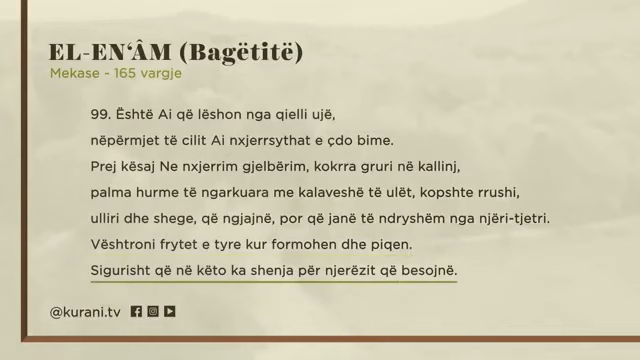 EL-EN‘ÂM (Bagëtitë)
Mekase - 165 vargje
99. Është Ai që lëshon nga qielli ujë,
nëpërmjet të cilit Ai nxjerrsythat e çdo bime.
Prej kësaj Ne nxjerrim gjelbërim, kokrra gruri në kallinj,
palma hurme të ngarkuara me kalaveshë të ulët, kopshte rrushi,
ulliri dhe shege, që ngjajnë, por që janë të ndryshëm nga njëri-tjetri.
Vështroni frytet e tyre kur formohen dhe piqen.
Sigurisht që në këto ka shenja për njerëzit që besojnë.
@kurani.tv